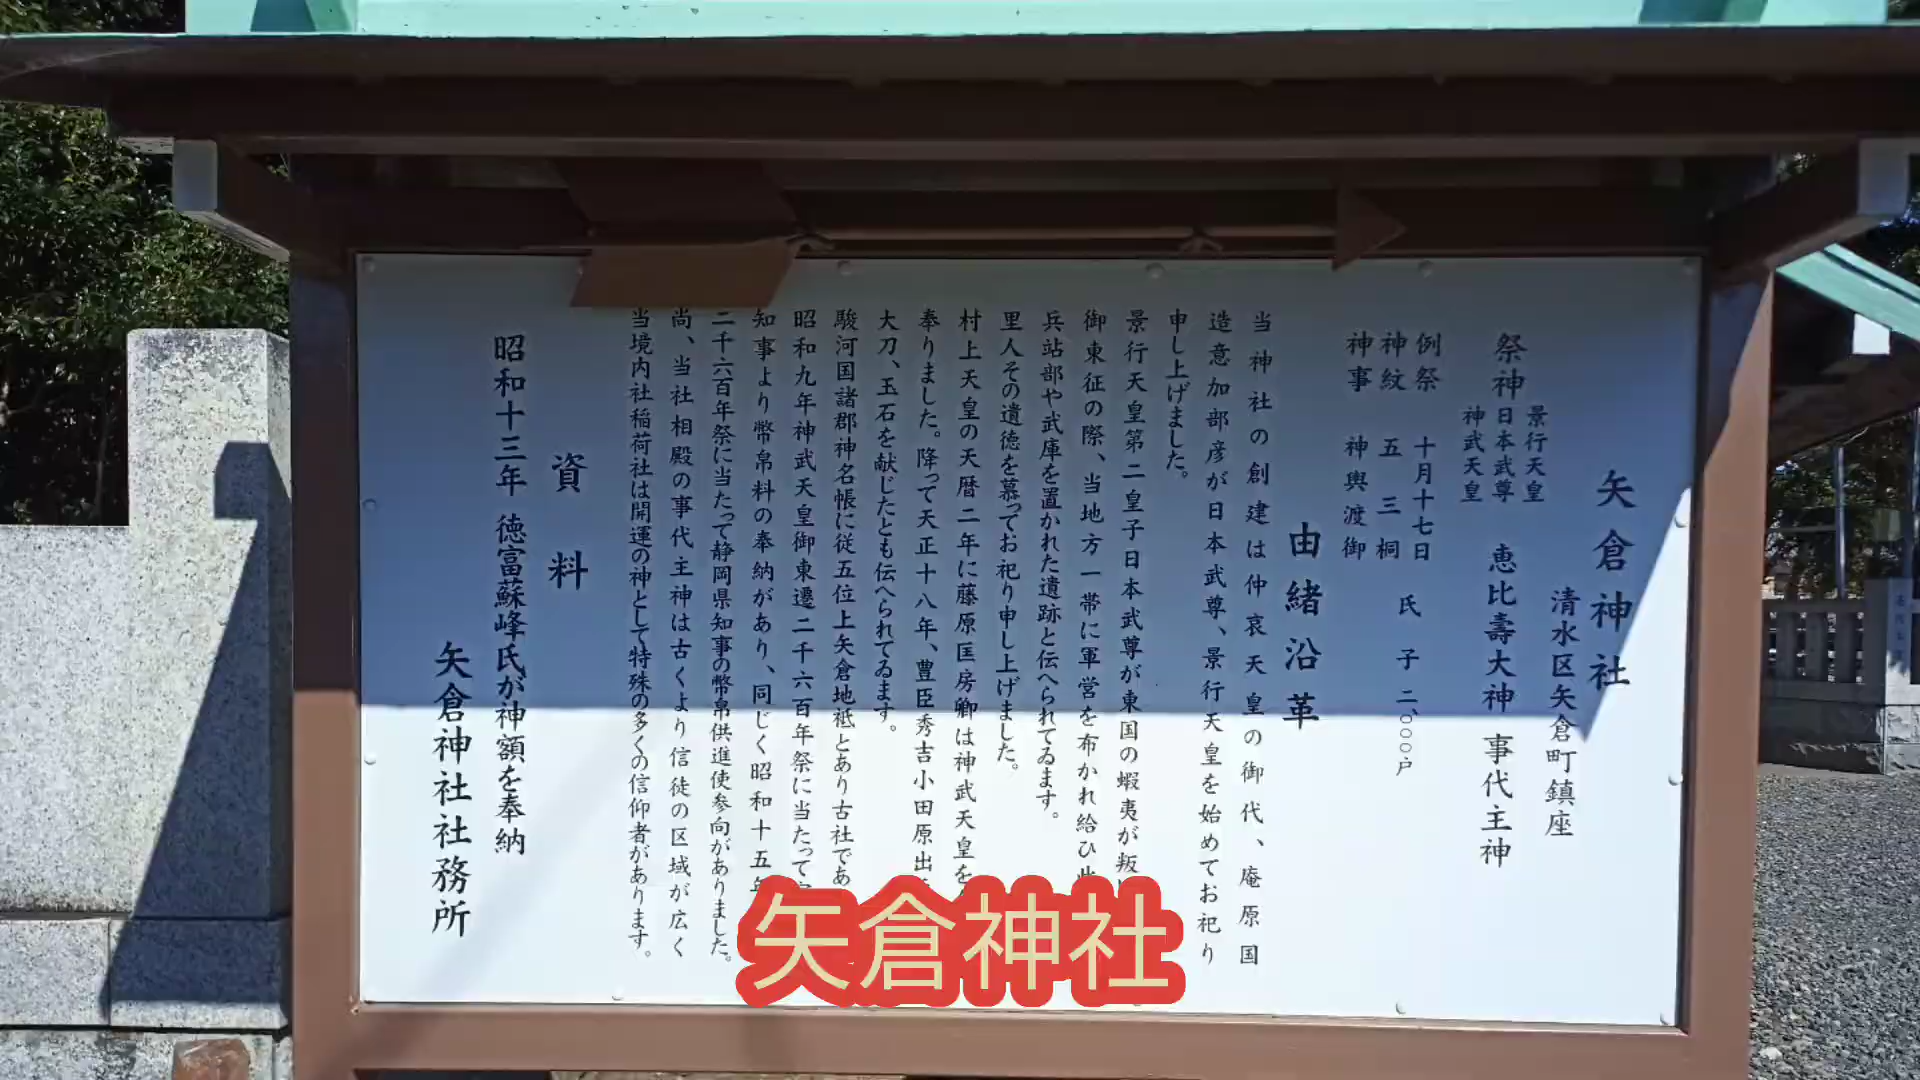 矢倉神社
清水区矢倉町鎮座
祭神 景行天皇 日本武尊 神武天皇 恵比壽大神 事代主神
例祭 十月十七日
神紋 五三桐 氏子 二、〇〇〇戸
神事 神輿渡御
由緒沿革
当神社の創建は仲哀天皇の御代、庵原国
造意加部彦が日本武尊、景行天皇を始めてお祀り
申し上げました。
景行天皇第二皇子日本武尊が東国の蝦夷が叛
御東征の際、当地方一帯に軍営を布かれ給ひ此
兵站部や武庫を置かれた遺跡と伝へられてゐます。
里人その遺徳を慕ってお祀り申し上げました。
村上天皇の天暦二年に藤原匡房卿は神武天皇を
奉りました。降って天正十八年、豊臣秀吉小田原出
大刀、玉石を献じたとも伝へられてゐます。
駿河国諸郡神名帳に従五位上矢倉地祗とあり古社であ
昭和九年神武天皇御東遷二千六百年祭に当たって
知事より幣帛料の奉納があり、同じく昭和十五年
二千六百年祭に当たって静岡県知事の幣帛供進使参向がありました。
尚、当社相殿の事代主神は古くより信徒の区域が広く
当境内社稲荷社は開運の神として特殊の多くの信仰者があります。
資料
昭和十三年 徳富蘇峰氏が神額を奉納
矢倉神社社務所
矢倉神社